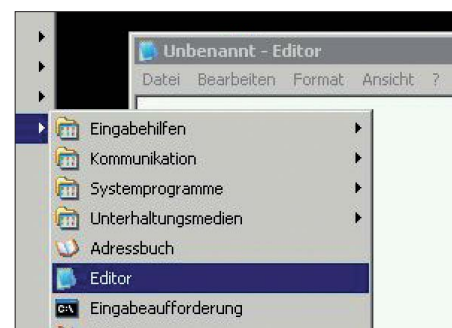 Unbenannt - Editor
Datei Bearbeiten Format Ansicht ?
Eingabehilfen
Kommunikation
Systemprogramme
Unterhaltungsmedien
Adressbuch
Editor
Eingabeaufforderung